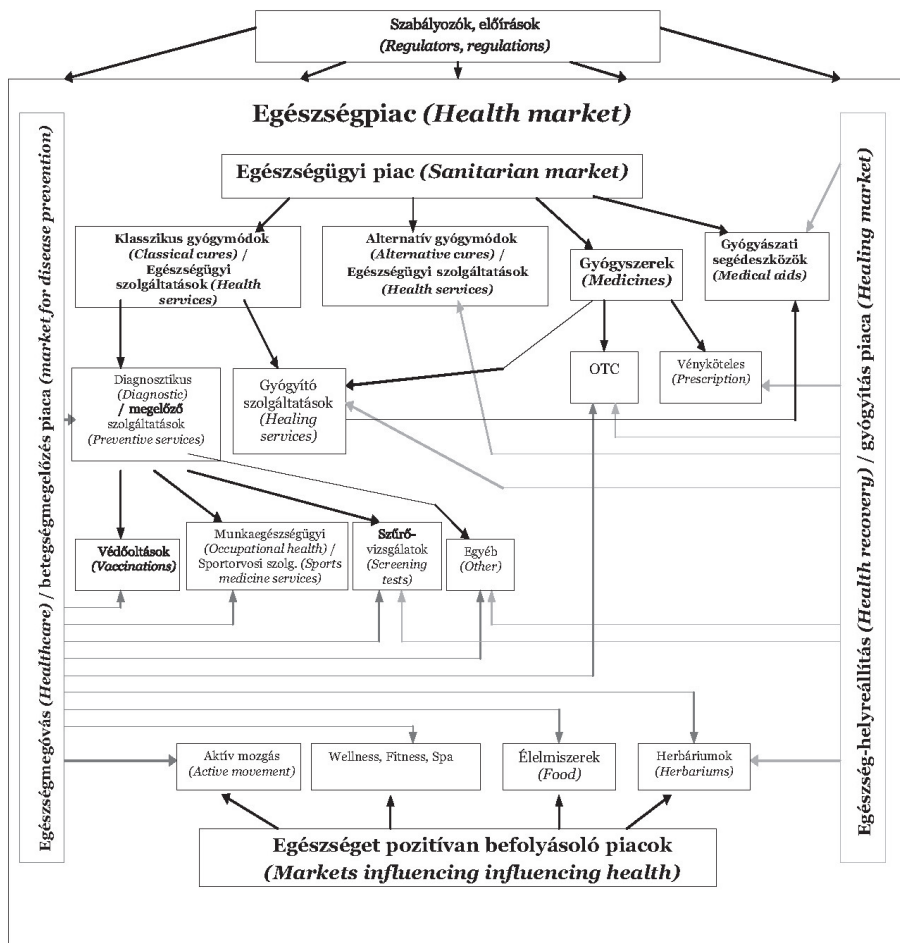 Szabályozók, előírások
(Regulators, regulations)
Egészségpiac (Health market)
Egészségügyi piac (Sanitarian market)
Klasszikus gyógymódok
(Classical cures) /
Egészségügyi
szolgáltatások (Health
services)
Alternatív gyógymódok
(Alternative cures) /
Egészségügyi szolgáltatások
(Health services)
Gyógyszerek
(Medicines)
Gyógyászati
segédeszközök
(Medical aids)
Diagnosztikus
(Diagnostic)
/ megelőző
szolgáltatások
(Preventive services)
Gyógyító
szolgáltatások
(Healing
services)
OTC
Vényköteles
(Prescription)
Védőoltások
(Vaccinations)
Munkaegészségügyi
(Occupational health) /
Sportorvosi szolg. (Sports
medicine services)
Szűrő-
vizsgálatok
(Screening
tests)
Egyéb
(Other)
Aktív mozgás
(Active movement)
Wellness, Fitness, Spa
Élelmiszerek
(Food)
Herbáriumok
(Herbariums)
Egészséget pozitívan befolyásoló piacok
(Markets influencing influencing health)
Egészségmegóvás (Healthcare) / betegségmegelőzés piaca (market for disease prevention)
Egészség-helyreállítás (Health recovery) / gyógyítás piaca (Healing market)